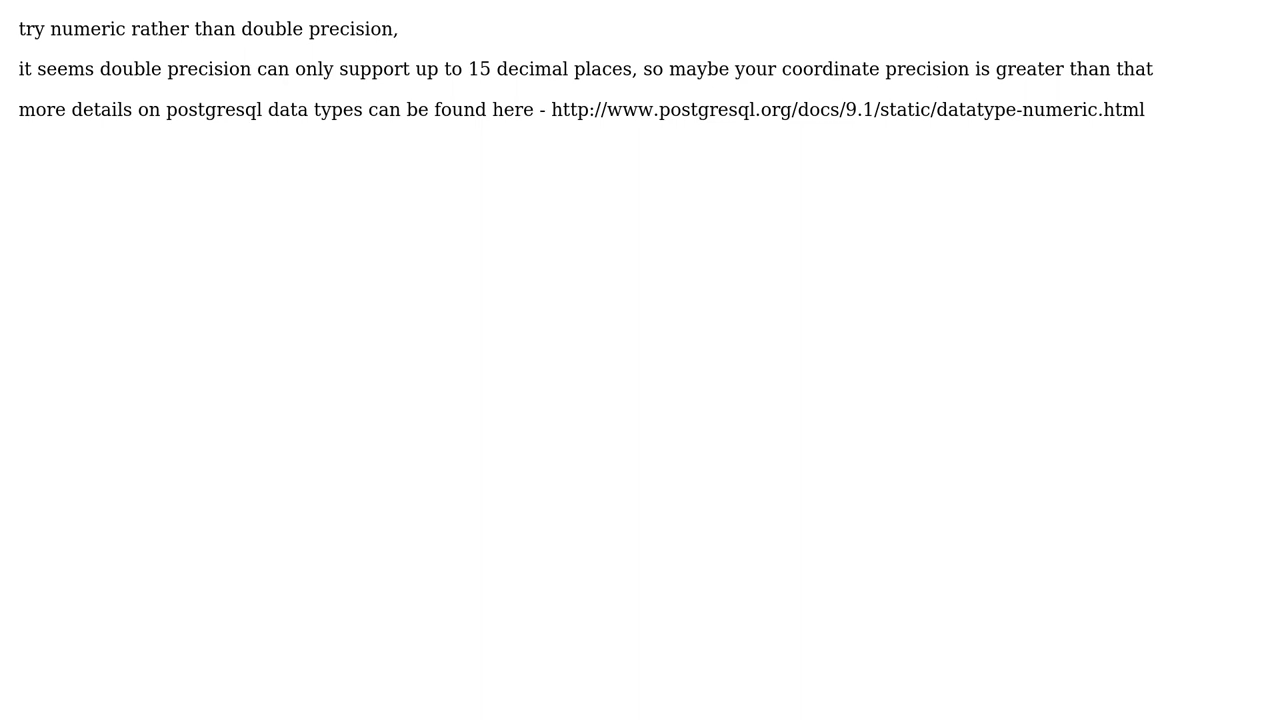 try numeric rather than double precision,
it seems double precision can only support up to 15 decimal places, so maybe your coordinate precision is greater than that
more details on postgresql data types can be found here - http://www.postgresql.org/docs/9.1/static/datatype-numeric.html